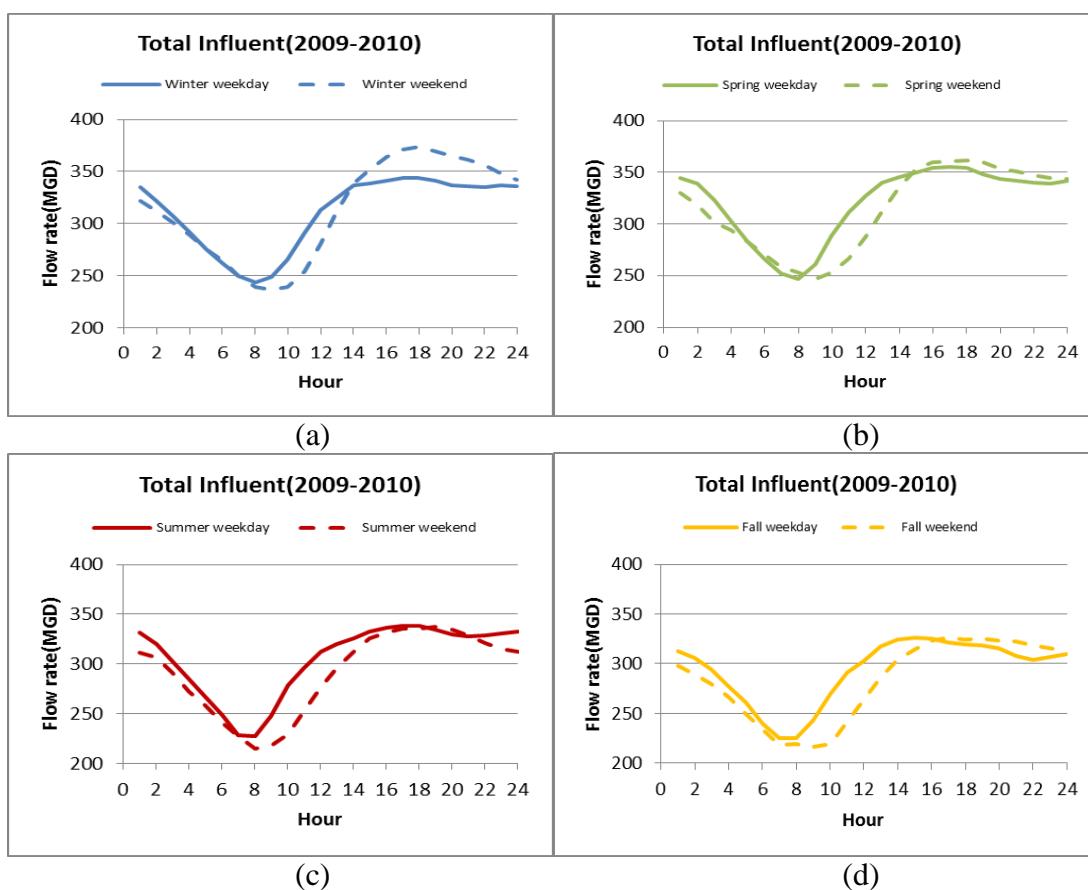 Total Influent(2009-2010)
Winter weekday Winter weekend
Flow rate(MGD)
400
350
300
250
200
0 2 4 6 8 10 12 14 16 18 20 22 24
Hour
(a)
Total Influent(2009-2010)
Spring weekday Spring weekend
Flow rate(MGD)
400
350
300
250
200
0 2 4 6 8 10 12 14 16 18 20 22 24
Hour
(b)
Total Influent(2009-2010)
Summer weekday Summer weekend
Flow rate(MGD)
400
350
300
250
200
0 2 4 6 8 10 12 14 16 18 20 22 24
Hour
(c)
Total Influent(2009-2010)
Fall weekday Fall weekend
Flow rate(MGD)
400
350
300
250
200
0 2 4 6 8 10 12 14 16 18 20 22 24
Hour
(d)